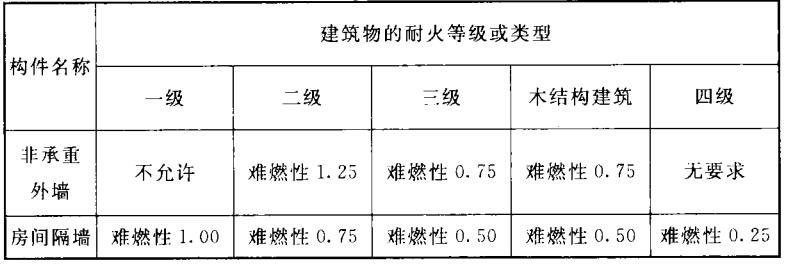 建筑物的耐火等级或类型
构件名称
一级 二级 三级 木结构建筑 四级
非承重
外墙
不允许 难燃性 1.25 难燃性 0.75 难燃性 0.75 无要求
房间隔墙 难燃性 1.00 难燃性 0.75 难燃性 0.50 难燃性 0.50 难燃性 0.25